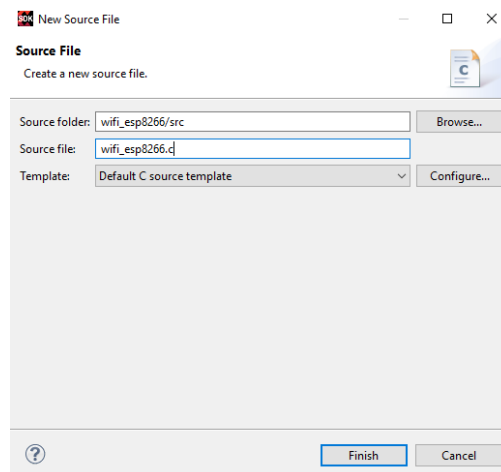 SDK New Source File
Source File
Create a new source file.
C
Source folder: wifi_esp8266/src Browse...
Source file: wifi_esp8266.c
Template: Default C source template Configure...
? Finish Cancel